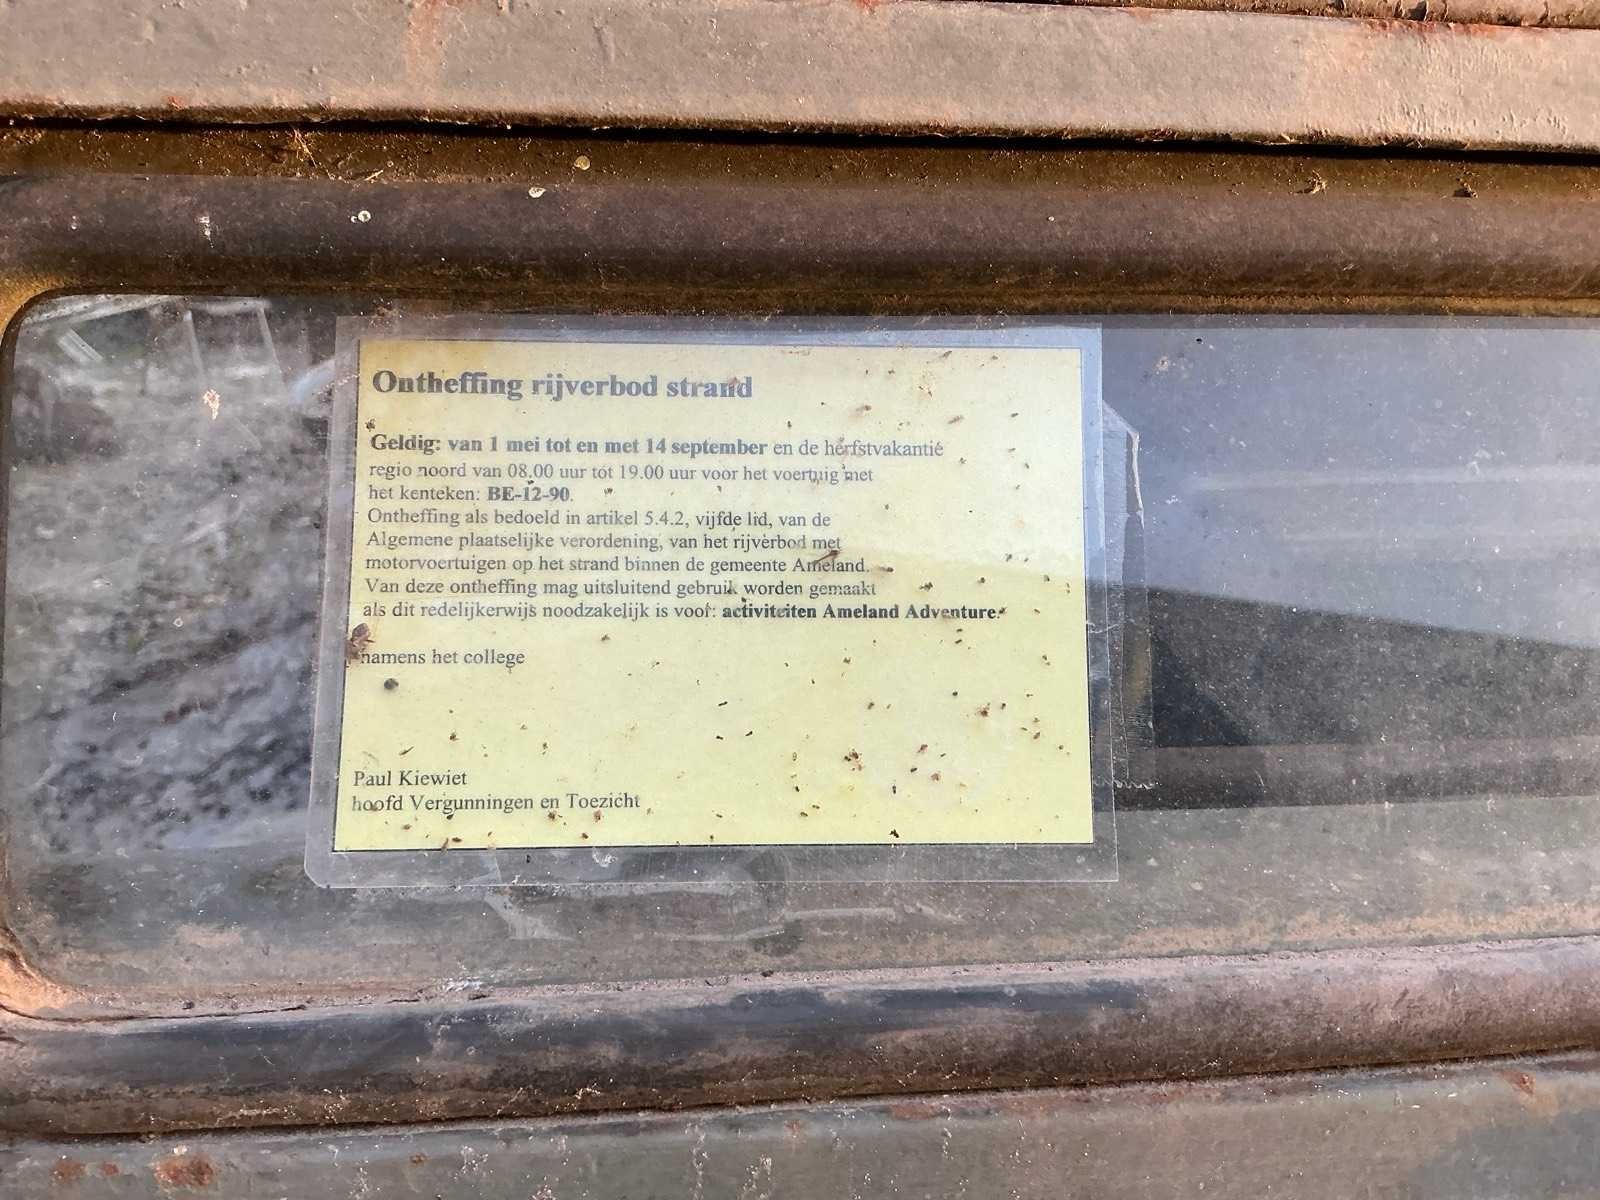 Ontheffing rijverbod strand
Geldig: van 1 mei tot en met 14 september en de herfstvakantie
regio noord van 08.00 uur tot 19.00 uur voor het voertuig met
het kenteken: BE-12-90.
Ontheffing als bedoeld in artikel 5.4.2, vijfde lid, van de
Algemene plaatselijke verordening, van het rijverbod met
motorvoertuigen op het strand binnen de gemeente Ameland.
Van deze ontheffing mag uitsluitend gebruik worden gemaakt
als dit redelijkerwijs noodzakelijk is voor: activiteiten Ameland Adventure.
namens het college
Paul Kiewiet
hoofd Vergunningen en Toezicht